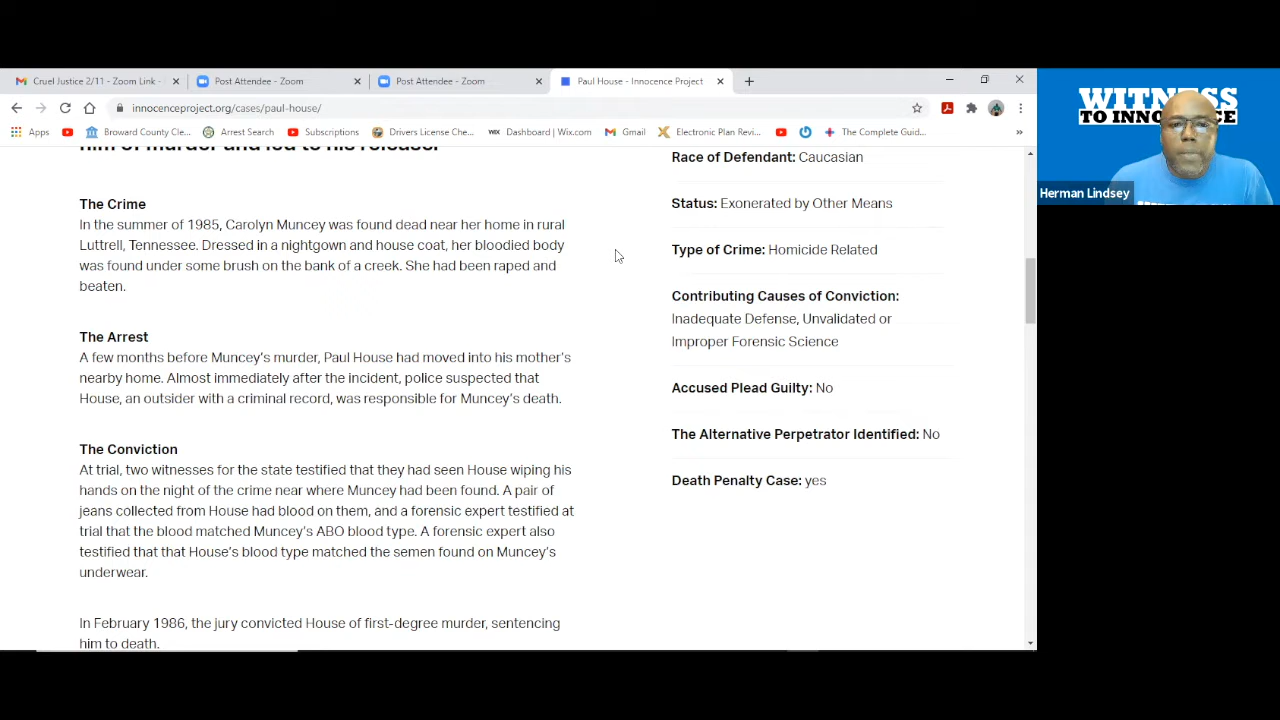 Cruel Justice 2/11 - Zoom Link -
Post Attendee - Zoom
Post Attendee - Zoom
Paul House - Innocence Project
innocenceproject.org/cases/paul-house/
Apps
Broward County Cle...
Arrest Search
Subscriptions
Drivers License Che...
Dashboard | Wix.com
Gmail
Electronic Plan Revi...
The Complete Guid...
him of murder and led to his release.
The Crime
In the summer of 1985, Carolyn Muncey was found dead near her home in rural
Luttrell, Tennessee. Dressed in a nightgown and house coat, her bloodied body
was found under some brush on the bank of a creek. She had been raped and
beaten.
The Arrest
A few months before Muncey's murder, Paul House had moved into his mother's
nearby home. Almost immediately after the incident, police suspected that
House, an outsider with a criminal record, was responsible for Muncey's death.
The Conviction
At trial, two witnesses for the state testified that they had seen House wiping his
hands on the night of the crime near where Muncey had been found. A pair of
jeans collected from House had blood on them, and a forensic expert testified at
trial that the blood matched Muncey's ABO blood type. A forensic expert also
testified that that House's blood type matched the semen found on Muncey's
underwear.
In February 1986, the jury convicted House of first-degree murder, sentencing
him to death.
Race of Defendant: Caucasian
Status: Exonerated by Other Means
Type of Crime: Homicide Related
Contributing Causes of Conviction:
Inadequate Defense, Unvalidated or
Improper Forensic Science
Accused Plead Guilty: No
The Alternative Perpetrator Identified: No
Death Penalty Case: yes
WITNESS
TO INNOCENCE
Herman Lindsey